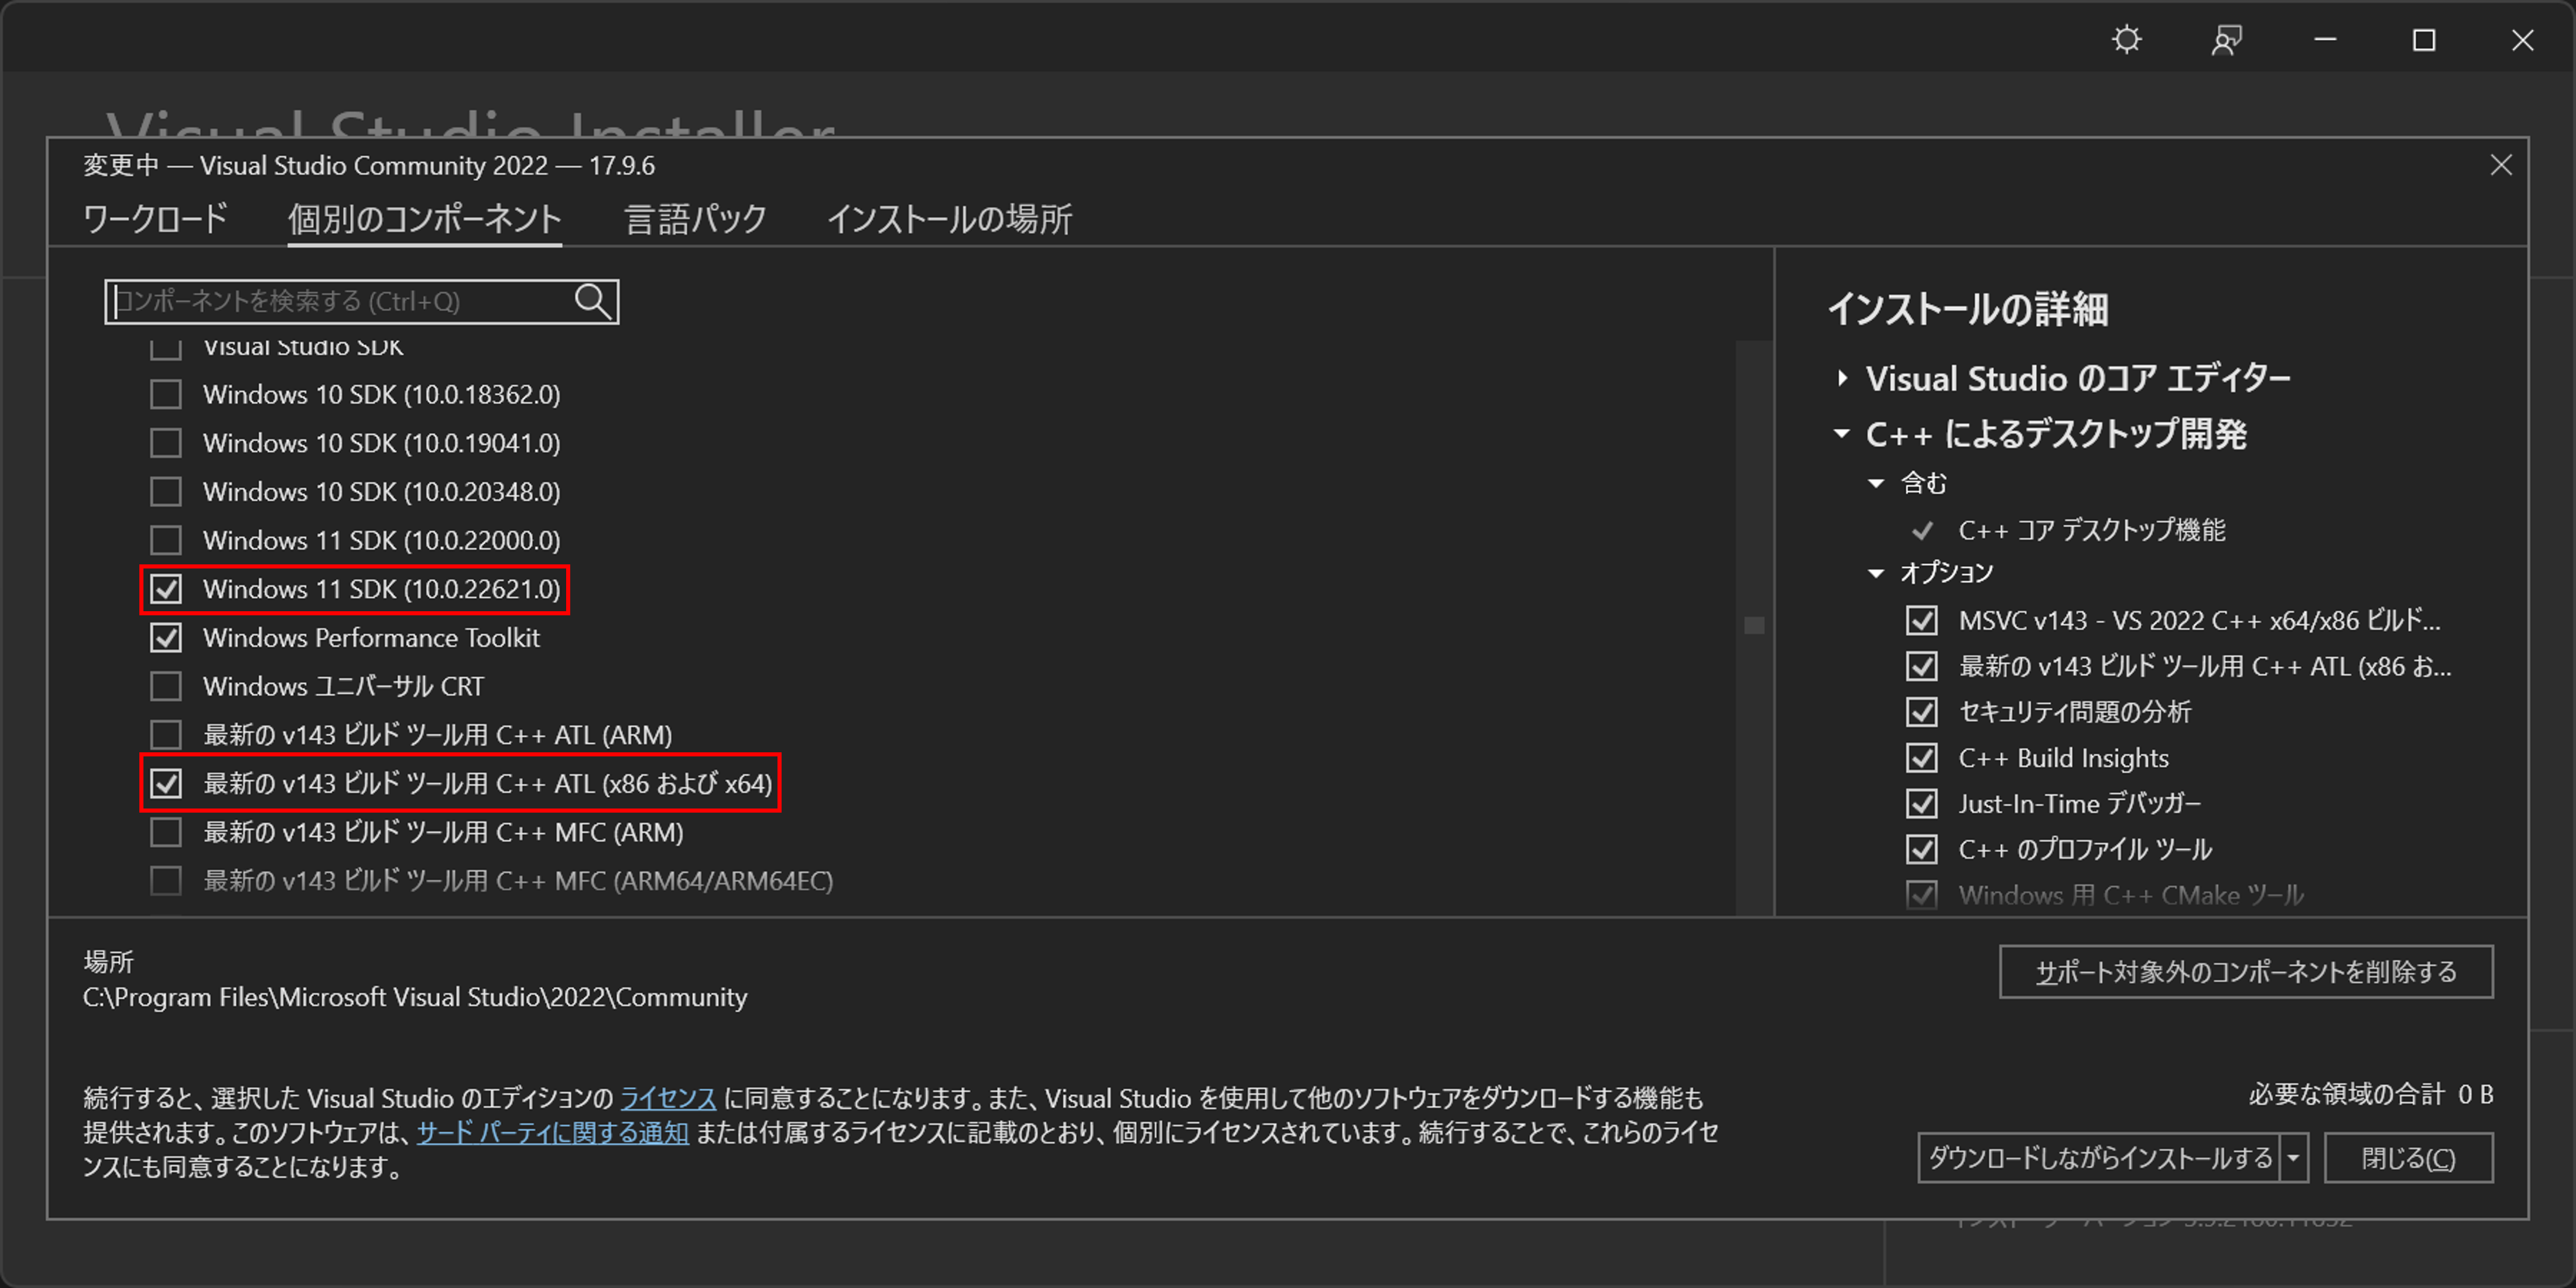 Visual Studio Installer
変更中 — Visual Studio Community 2022 — 17.9.6
ワークロード 個別のコンポーネント 言語パック インストールの場所
コンポーネントを検索する (Ctrl+Q)
Visual Studio SDK
Windows 10 SDK (10.0.18362.0)
Windows 10 SDK (10.0.19041.0)
Windows 10 SDK (10.0.20348.0)
Windows 11 SDK (10.0.22000.0)
Windows 11 SDK (10.0.22621.0)
Windows Performance Toolkit
Windows ユニバーサル CRT
最新の v143 ビルド ツール用 C++ ATL (ARM)
最新の v143 ビルド ツール用 C++ ATL (x86 および x64)
最新の v143 ビルド ツール用 C++ MFC (ARM)
最新の v143 ビルド ツール用 C++ MFC (ARM64/ARM64EC)
インストールの詳細
Visual Studio のコア エディター
C++ によるデスクトップ開発
含む
C++ コア デスクトップ機能
オプション
MSVC v143 - VS 2022 C++ x64/x86 ビルド...
最新の v143 ビルド ツール用 C++ ATL (x86 お...
セキュリティ問題の分析
C++ Build Insights
Just-In-Time デバッガー
C++ のプロファイル ツール
Windows 用 C++ CMake ツール
場所
C:\Program Files\Microsoft Visual Studio\2022\Community
サポート対象外のコンポーネントを削除する
続行すると、選択した Visual Studio のエディションの ライセンス に同意することになります。また、Visual Studio を使用して他のソフトウェアをダウンロードする機能も
提供されます。このソフトウェアは、サード パーティに関する通知 または付属するライセンスに記載のとおり、個別にライセンスされています。続行することで、これらのライセ
ンスにも同意することになります。
必要な領域の合計 0 B
ダウンロードしながらインストールする 閉じる(C)